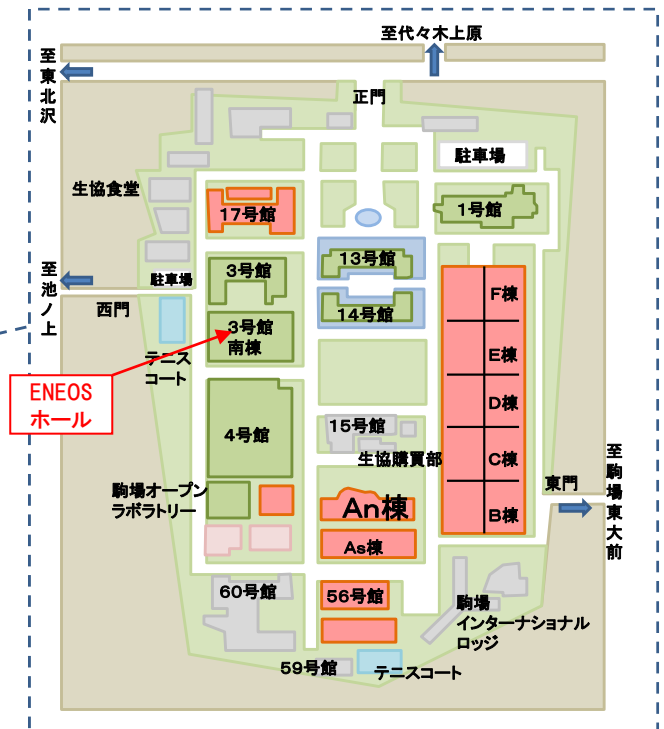 至代々木上原
至東北沢
正門
駐車場
生協食堂
17号館
1号館
至池ノ上
駐車場
3号館
13号館
西門
14号館
F棟
3号館
南棟
テニス
コート
E棟
ENEOS
ホール
D棟
4号館
15号館
生協購買部
C棟
至駒場東大前
東門
駒場オープン
ラボラトリー
An棟
B棟
As棟
60号館
56号館
駒場
インターナショナル
ロッジ
59号館
テニスコート